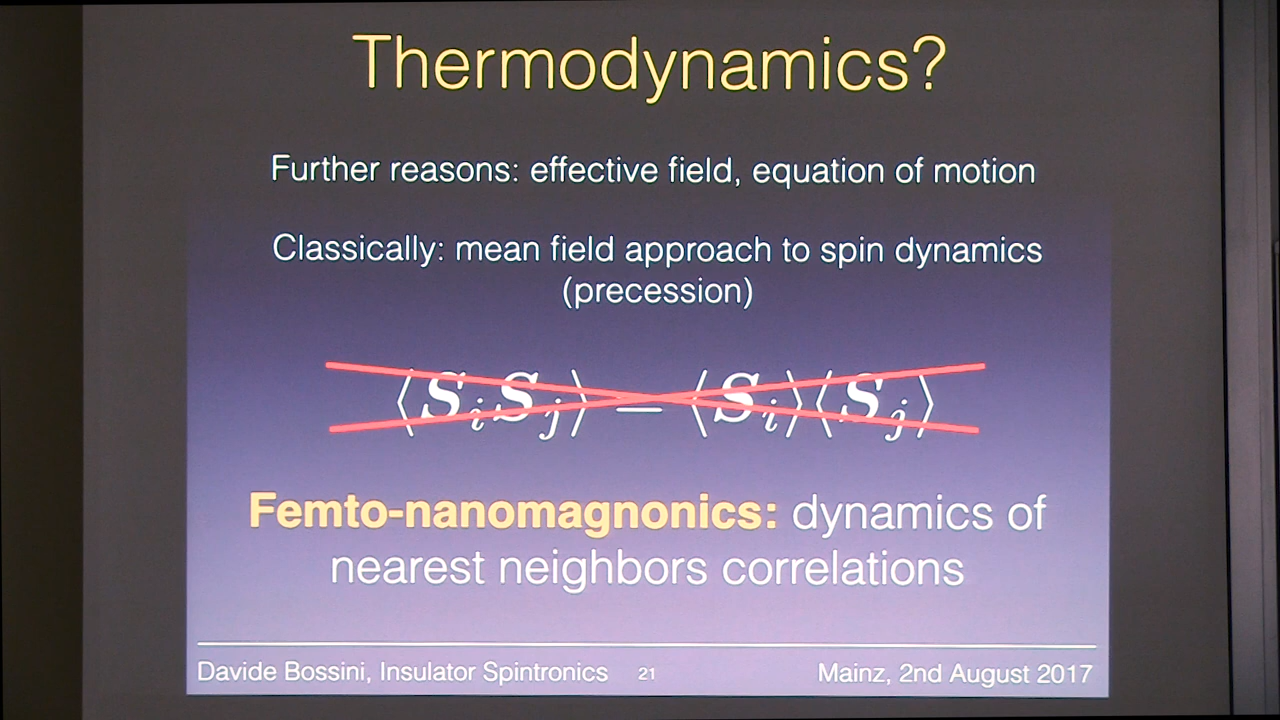 Thermodynamics?
Further reasons: effective field, equation of motion
Classically: mean field approach to spin dynamics
(precession)
⟨S_i S_j⟩ – ⟨S_i⟩⟨S_j⟩
Femto-nanomagnonics: dynamics of
nearest neighbors correlations
Davide Bossini, Insulator Spintronics 21 Mainz, 2nd August 2017